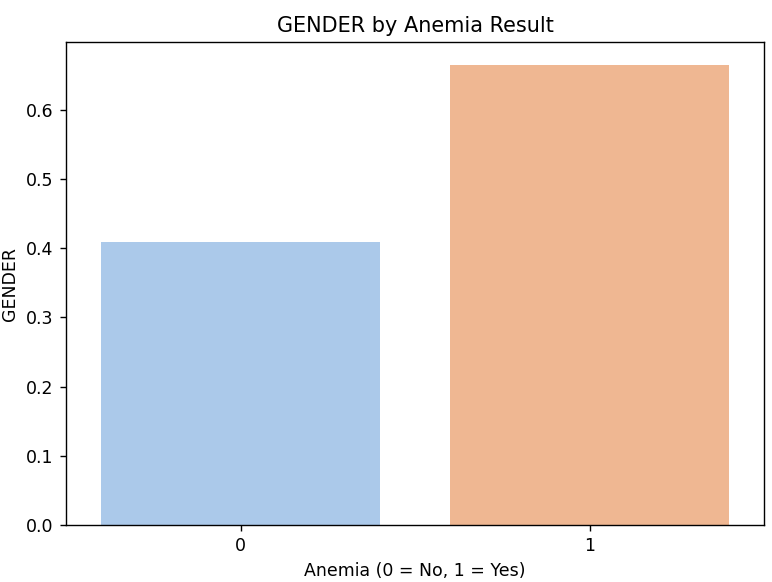 GENDER by Anemia Result
GENDER
0.6
0.5
0.4
0.3
0.2
0.1
0.0
0 1
Anemia (0 = No, 1 = Yes)